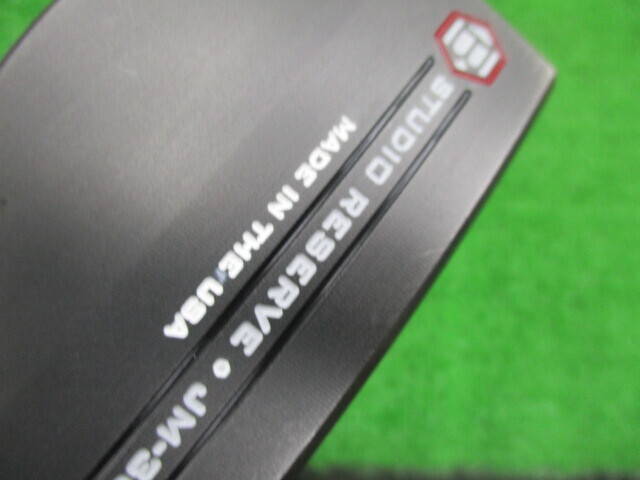 STUDIO RESERVE • JM-3
MADE IN THE USA